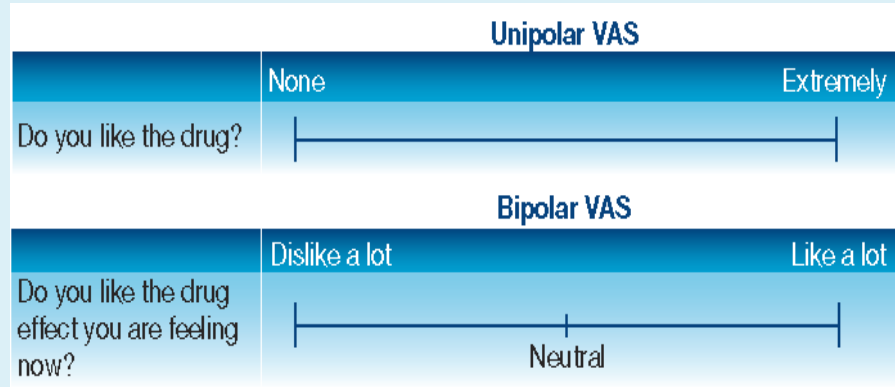 Unipolar VAS
None Extremely
Do you like the drug?
Bipolar VAS
Dislike a lot Like a lot
Do you like the drug
effect you are feeling
now?
Neutral